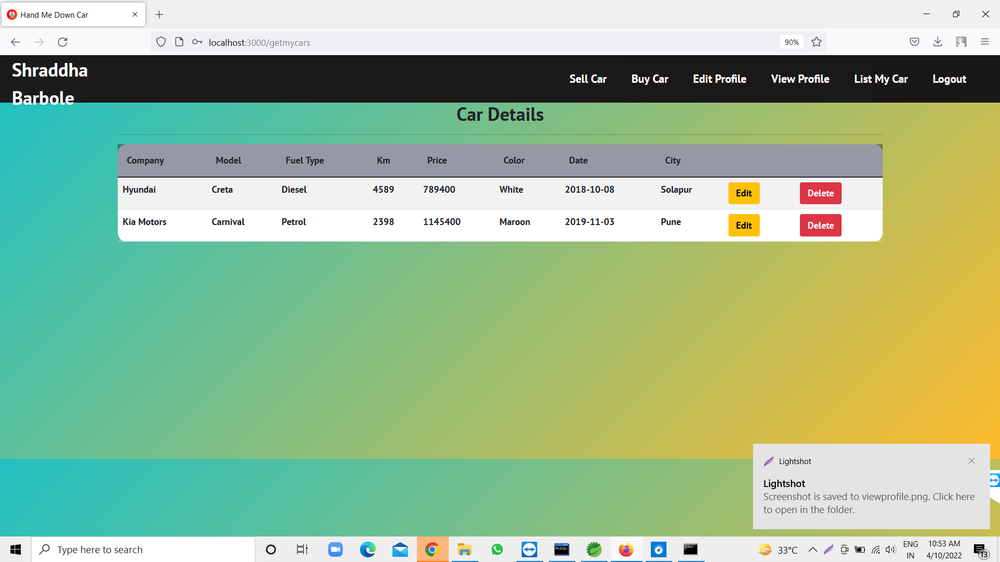 Hand Me Down Car
localhost:3000/getmycars
90%
Shraddha
Barbole
Sell Car Buy Car Edit Profile View Profile List My Car Logout
Car Details
Company Model Fuel Type Km Price Color Date City
Hyundai Creta Diesel 4589 789400 White 2018-10-08 Solapur Edit Delete
Kia Motors Carnival Petrol 2398 1145400 Maroon 2019-11-03 Pune Edit Delete
Lightshot
Lightshot
Screenshot is saved to viewprofile.png. Click here
to open in the folder.
Type here to search
MySQL
33°C
ENG
IN
10:53 AM
4/10/2022
13